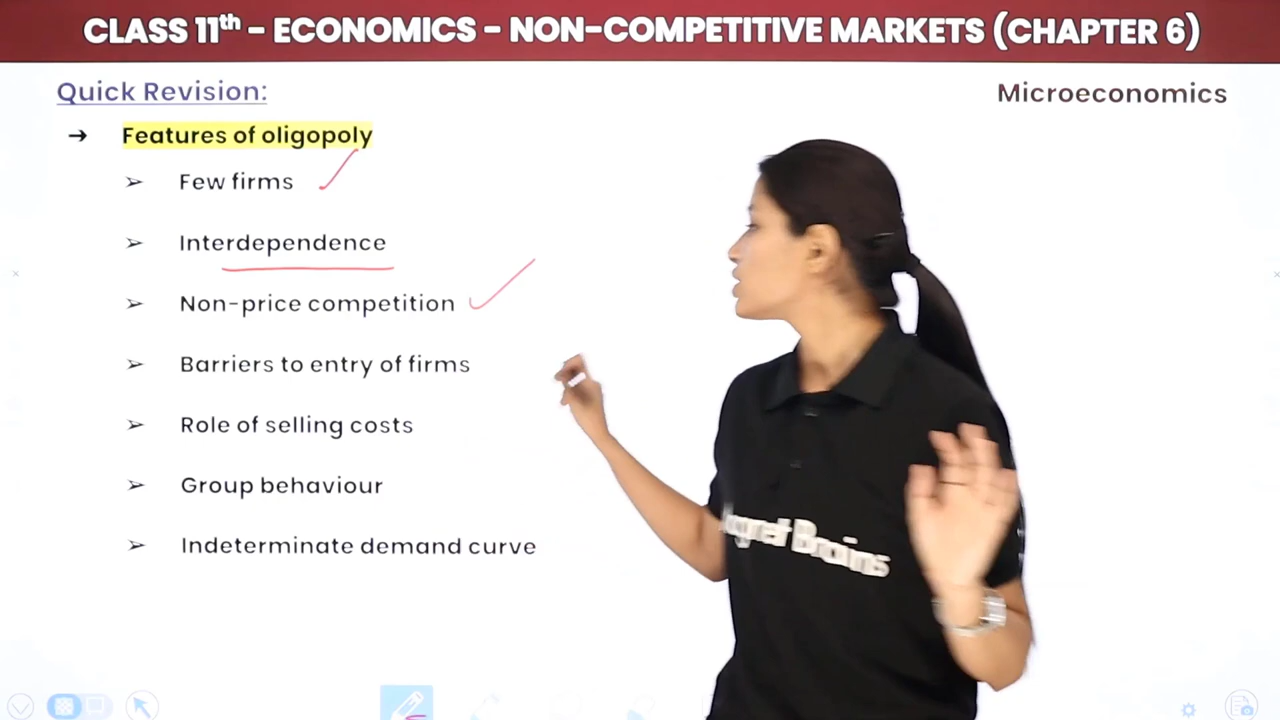 CLASS 11th - ECONOMICS - NON-COMPETITIVE MARKETS (CHAPTER 6)
Quick Revision:
Microeconomics
→ Features of oligopoly
➢ Few firms
➢ Interdependence
➢ Non-price competition
➢ Barriers to entry of firms
➢ Role of selling costs
➢ Group behaviour
➢ Indeterminate demand curve
Brains